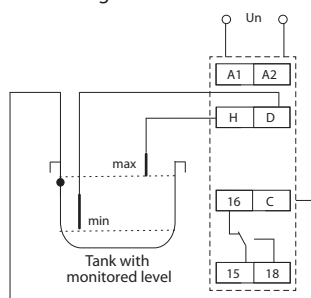 Un
A1 A2
H D
max
min
16 C
Tank with
monitored level
15 18